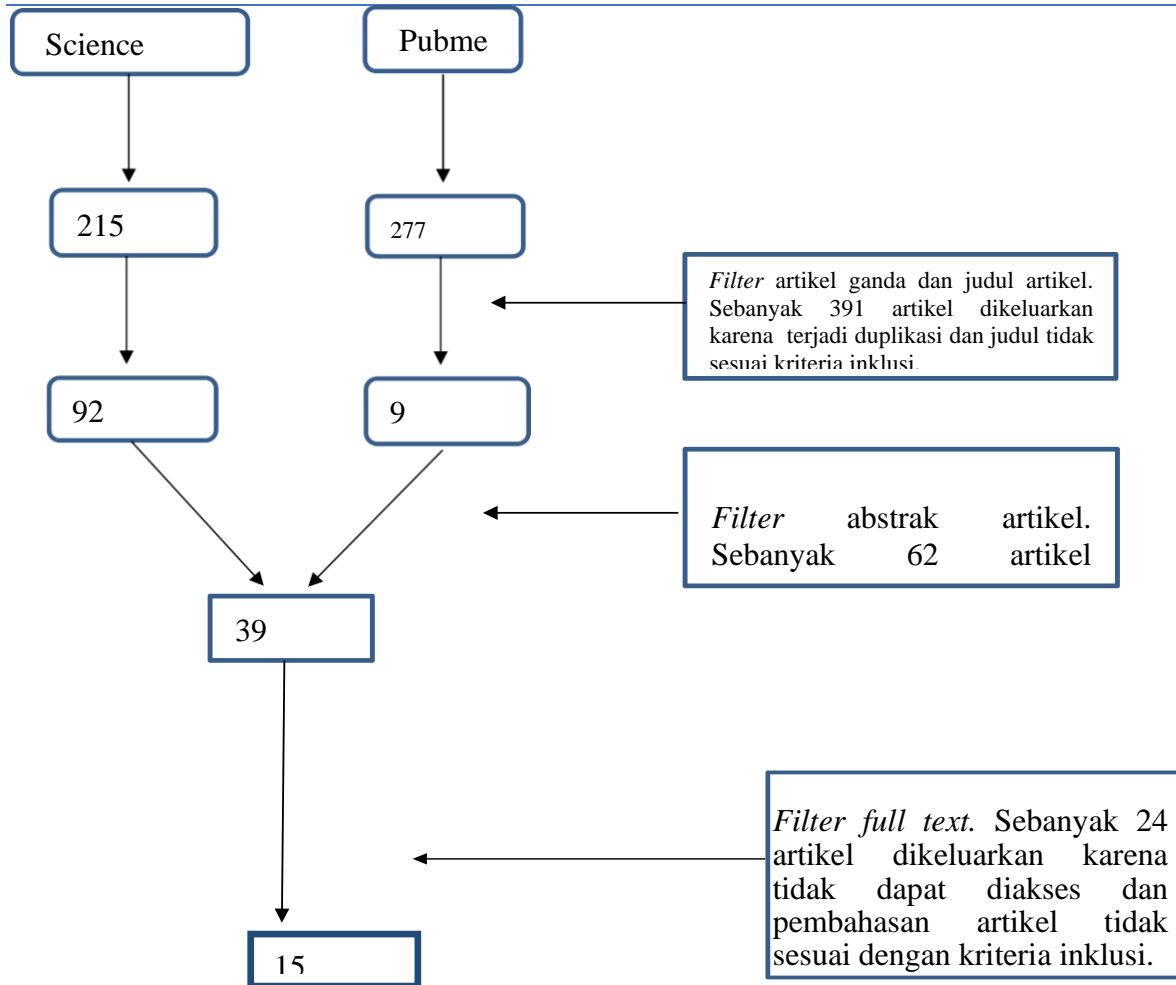 Science
Pubme
215
277
Filter artikel ganda dan judul artikel.
Sebanyak 391 artikel dikeluarkan
karena terjadi duplikasi dan judul tidak
sesuai kriteria inklusi.
92
9
Filter abstrak artikel.
Sebanyak 62 artikel
39
Filter full text. Sebanyak 24
artikel dikeluarkan karena
tidak dapat diakses dan
pembahasan artikel tidak
sesuai dengan kriteria inklusi.
15